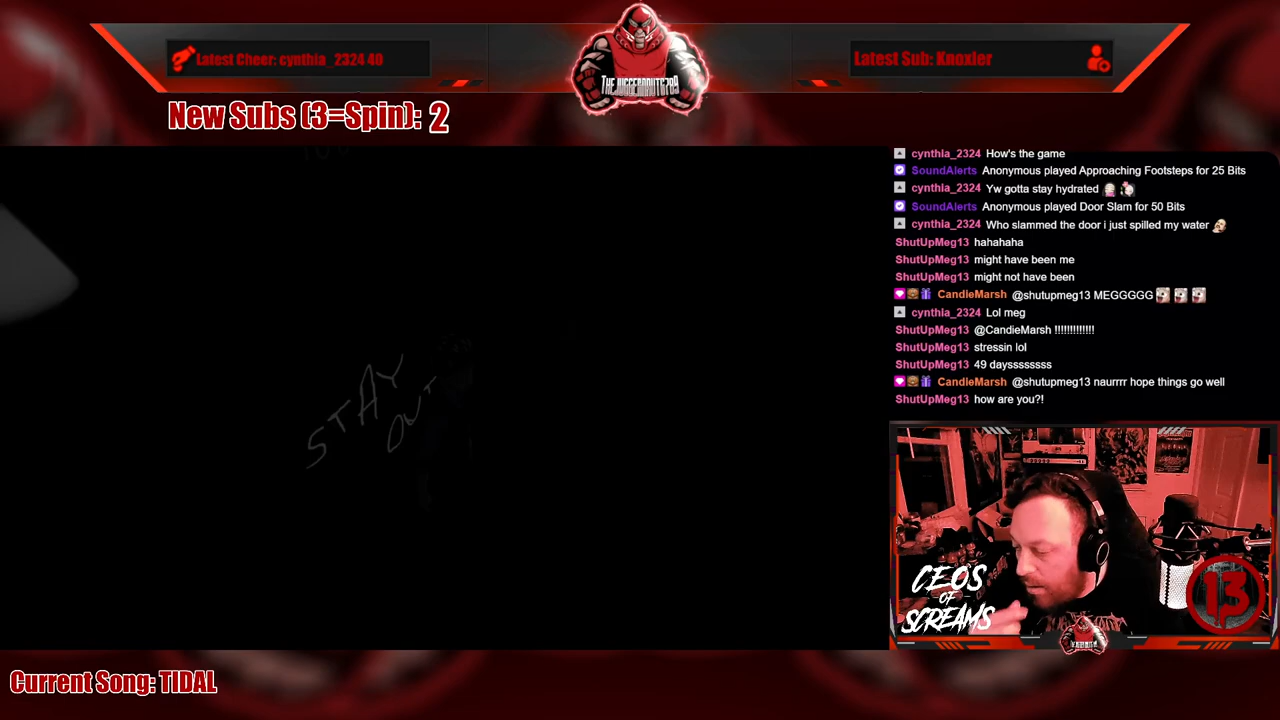 Latest Cheer: cynthia_2324 40
THEJUGGERNAUT6789
Latest Sub: Knoxler
New Subs (3=Spin): 2
cynthia_2324 How's the game
SoundAlerts Anonymous played Approaching Footsteps for 25 Bits
cynthia_2324 Yw gotta stay hydrated
SoundAlerts Anonymous played Door Slam for 50 Bits
cynthia_2324 Who slammed the door i just spilled my water
ShutUpMeg13 hahahaha
ShutUpMeg13 might have been me
ShutUpMeg13 might not have been
CandieMarsh @shutupmeg13 MEGGGGG
cynthia_2324 Lol meg
ShutUpMeg13 @CandieMarsh !!!!!!!!!!!!!
ShutUpMeg13 stressin lol
ShutUpMeg13 49 daysssssssss
CandieMarsh @shutupmeg13 naurrrr hope things go well
ShutUpMeg13 how are you?!
STAY
OUT
CEOS
OF
SCREAMS
13
Current Song: TIDAL